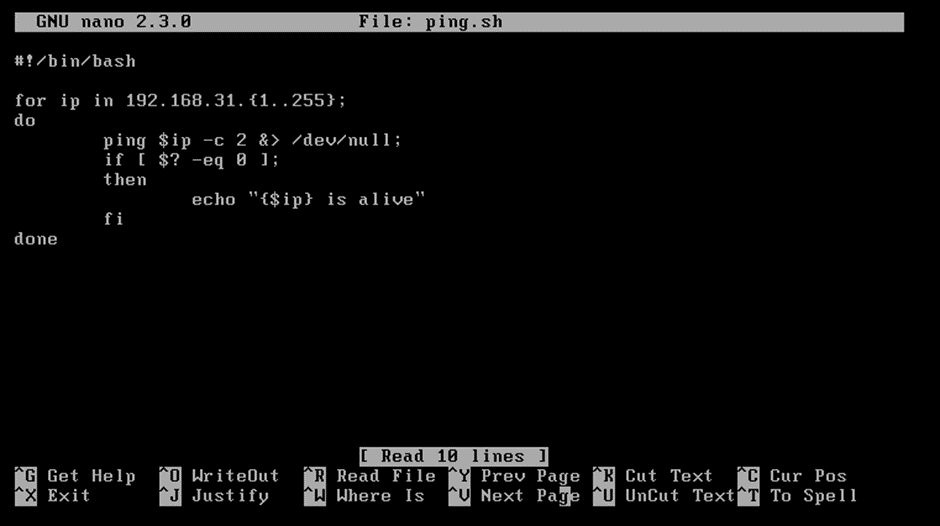 GNU nano 2.3.0 File: ping.sh
#!/bin/bash
for ip in 192.168.31.{1..255};
do
ping $ip -c 2 &> /dev/null;
if [ $? -eq 0 ];
then
echo "{$ip} is alive"
fi
done
[ Read 10 lines ]
^G Get Help ^O WriteOut ^R Read File ^Y Prev Page ^K Cut Text ^C Cur Pos
^X Exit ^J Justify ^W Where Is ^V Next Page ^U UnCut Text ^T To Spell